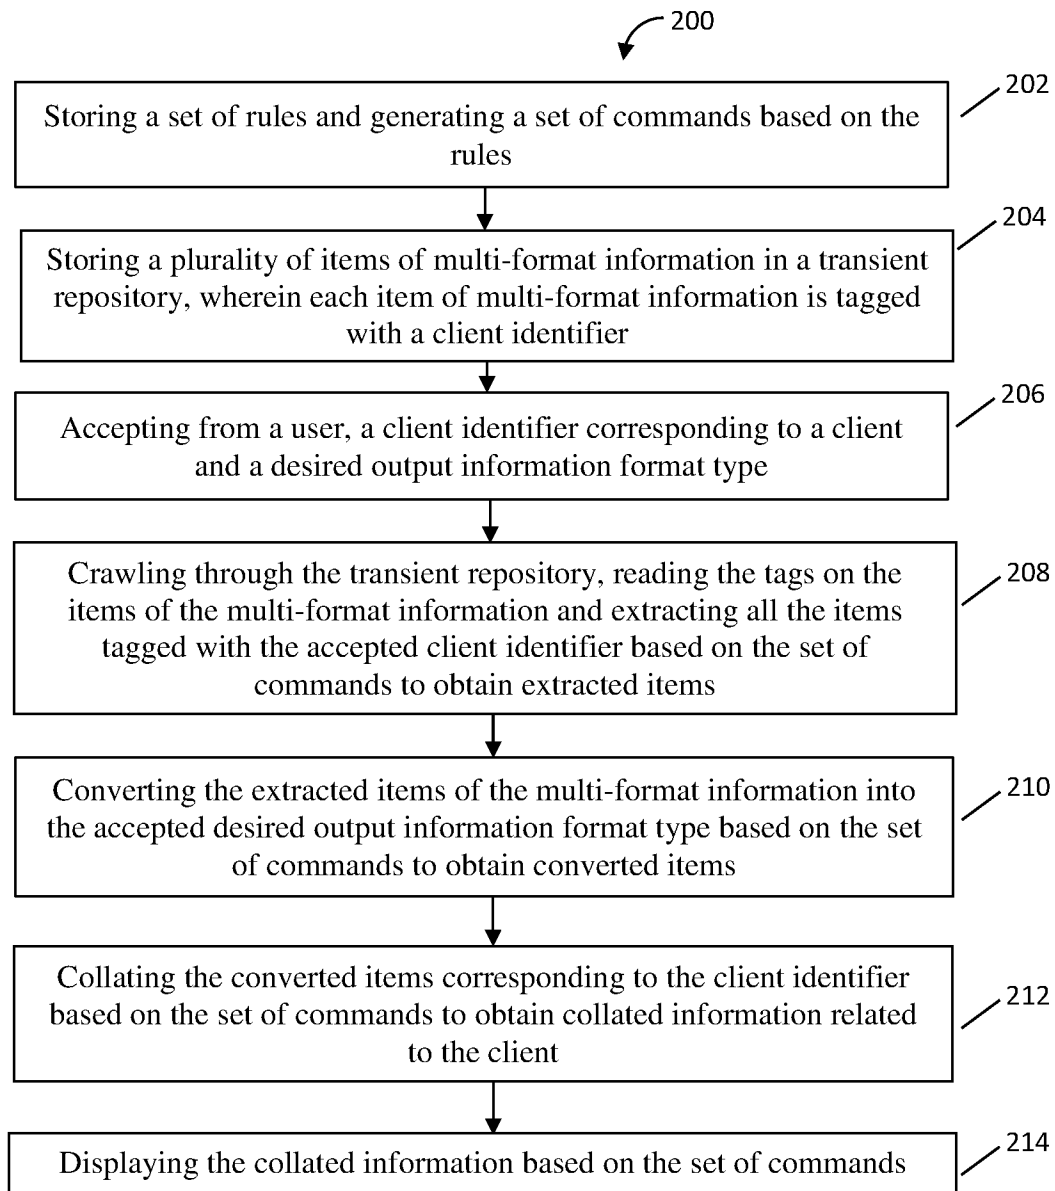 200
202
Storing a set of rules and generating a set of commands based on the
rules
204
Storing a plurality of items of multi-format information in a transient
repository, wherein each item of multi-format information is tagged
with a client identifier
206
Accepting from a user, a client identifier corresponding to a client
and a desired output information format type
208
Crawling through the transient repository, reading the tags on the
items of the multi-format information and extracting all the items
tagged with the accepted client identifier based on the set of
commands to obtain extracted items
210
Converting the extracted items of the multi-format information into
the accepted desired output information format type based on the set
of commands to obtain converted items
212
Collating the converted items corresponding to the client identifier
based on the set of commands to obtain collated information related
to the client
214
Displaying the collated information based on the set of commands